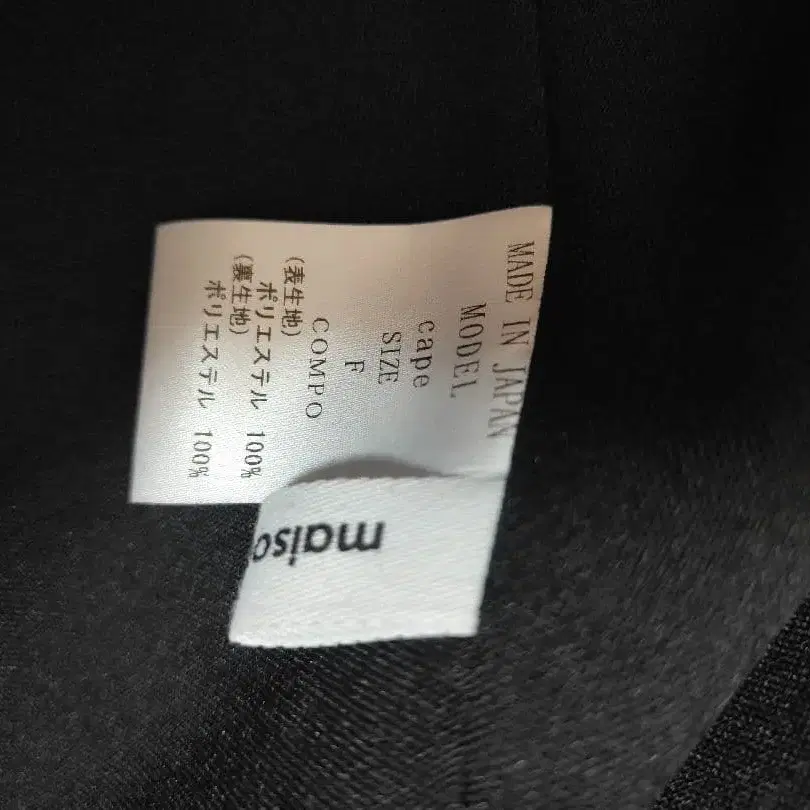 MADE IN JAPAN
MODEL
cape
SIZE
F
COMPO
(表生地)
ポリエステル 100%
(裏生地)
ポリエステル 100%
maiso